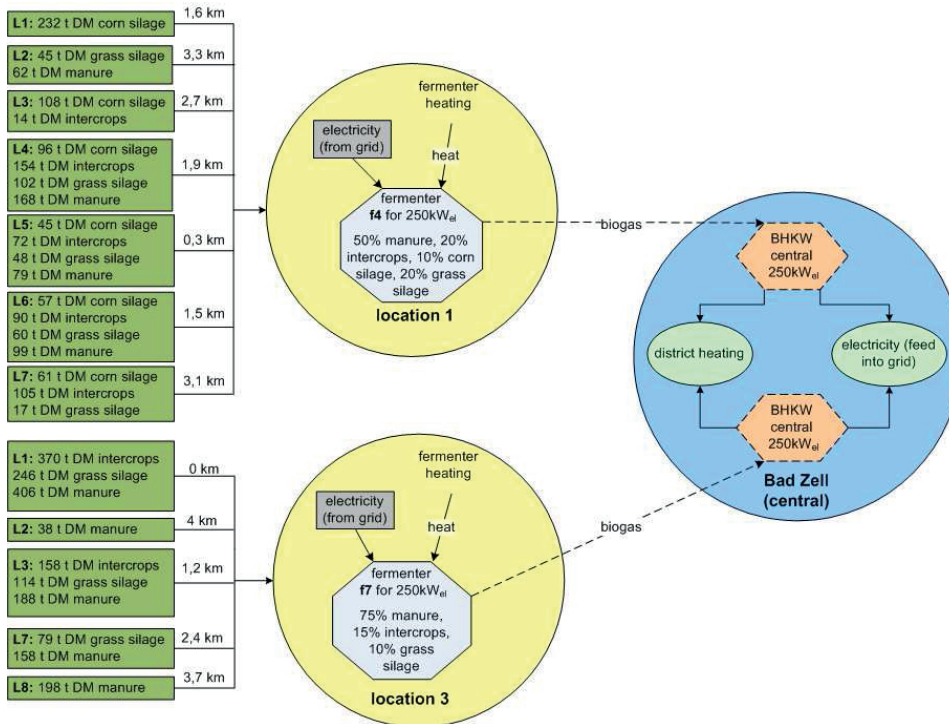 L1: 232 t DM corn silage
1,6 km
L2: 45 t DM grass silage
62 t DM manure
3,3 km
L3: 108 t DM corn silage
14 t DM intercrops
2,7 km
L4: 96 t DM corn silage
154 t DM intercrops
102 t DM grass silage
168 t DM manure
1,9 km
L5: 45 t DM corn silage
72 t DM intercrops
48 t DM grass silage
79 t DM manure
0,3 km
L6: 57 t DM corn silage
90 t DM intercrops
60 t DM grass silage
99 t DM manure
1,5 km
L7: 61 t DM corn silage
105 t DM intercrops
17 t DM grass silage
3,1 km
fermenter
heating
electricity
(from grid)
heat
fermenter
f4 for 250kWel
50% manure, 20%
intercrops, 10% corn
silage, 20% grass
silage
location 1
biogas
L1: 370 t DM intercrops
246 t DM grass silage
406 t DM manure
0 km
L2: 38 t DM manure
4 km
L3: 158 t DM intercrops
114 t DM grass silage
188 t DM manure
1,2 km
L7: 79 t DM grass silage
158 t DM manure
2,4 km
L8: 198 t DM manure
3,7 km
fermenter
heating
electricity
(from grid)
heat
fermenter
f7 for 250kWel
75% manure,
15% intercrops,
10% grass
silage
location 3
biogas
BHKW
central
250kWel
district heating
electricity (feed
into grid)
BHKW
central
250kWel
Bad Zell
(central)